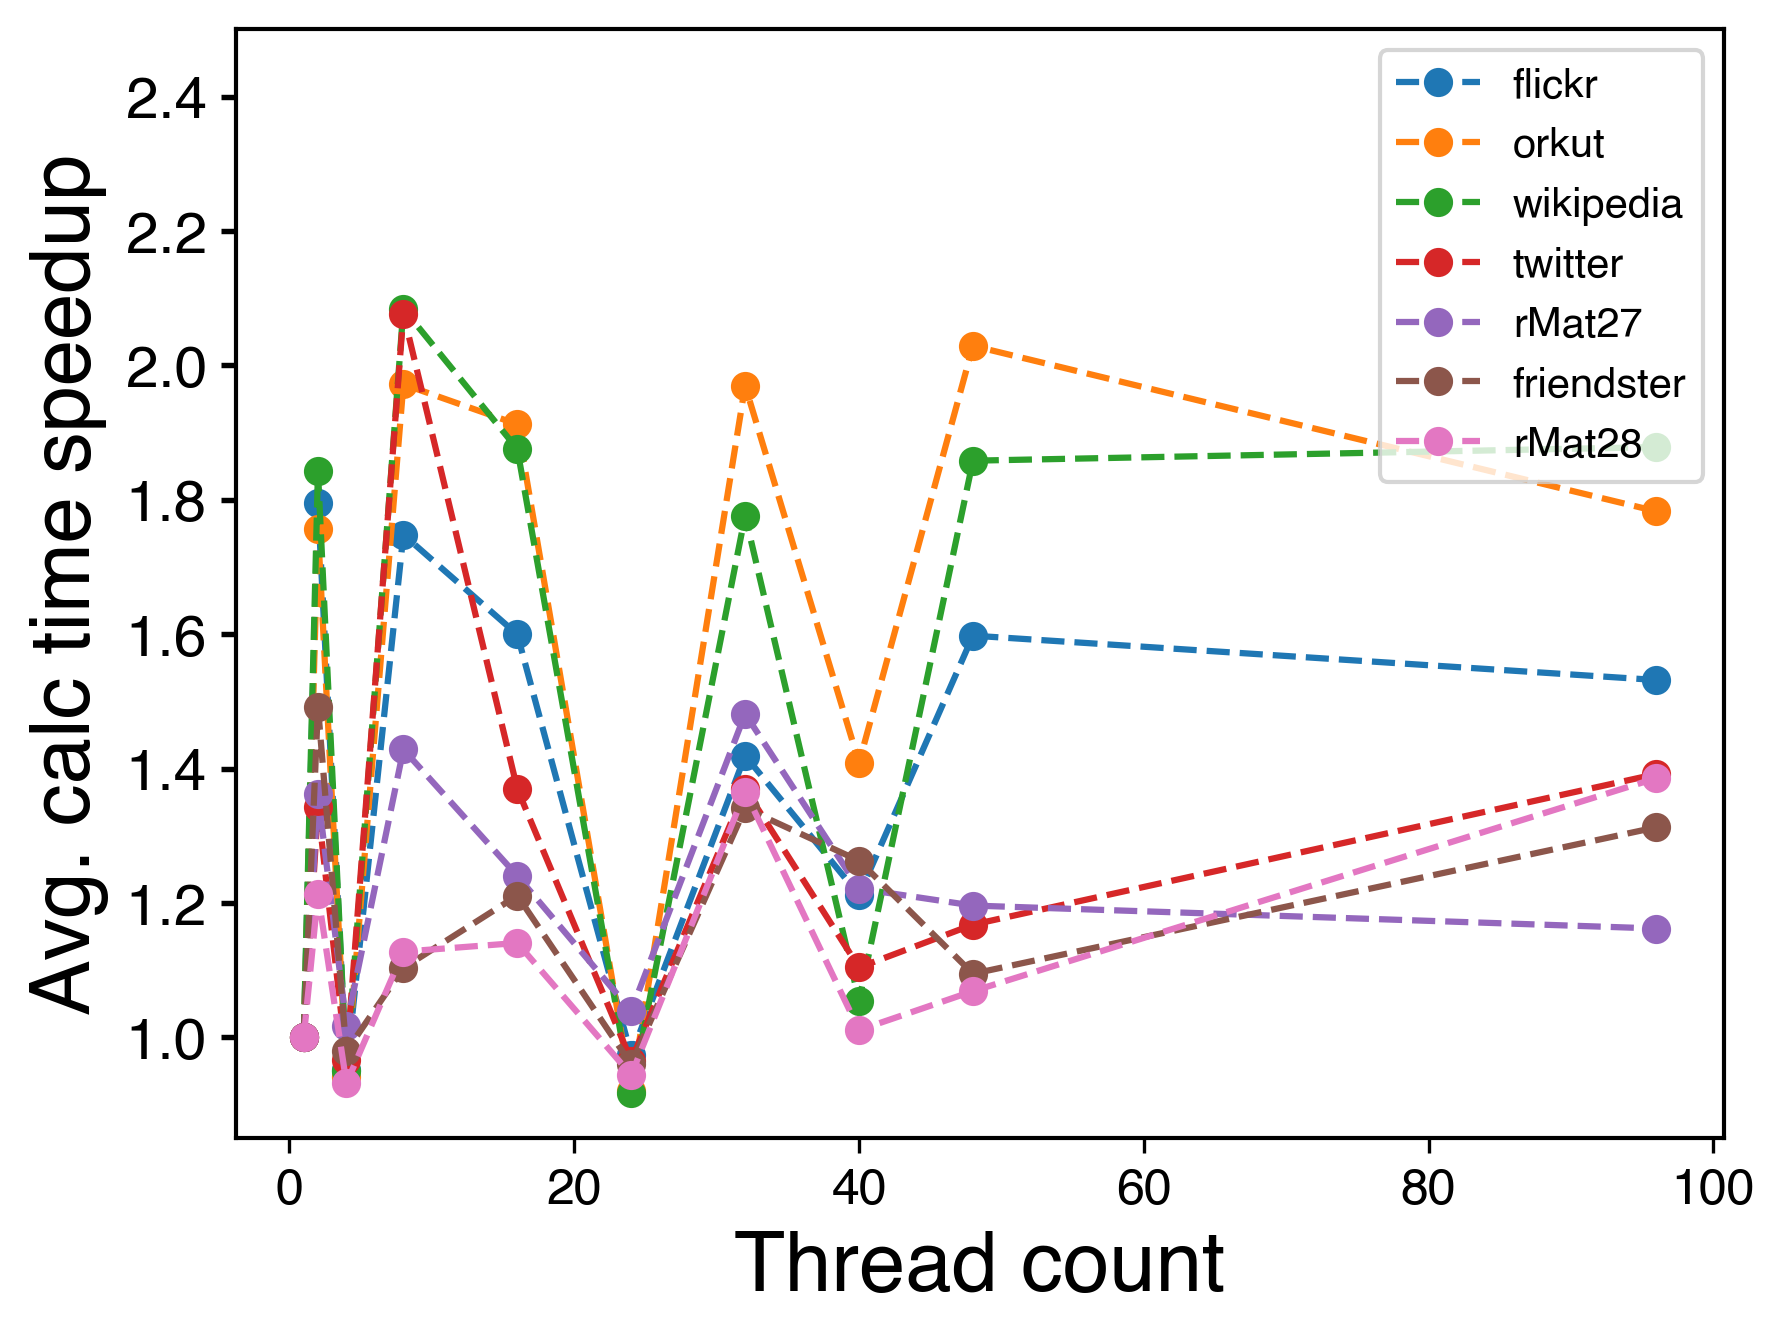 Avg. calc time speedup
2.4
2.2
2.0
1.8
1.6
1.4
1.2
1.0
flickr
orkut
wikipedia
twitter
rMat27
friendster
rMat28
0 20 40 60 80 100
Thread count